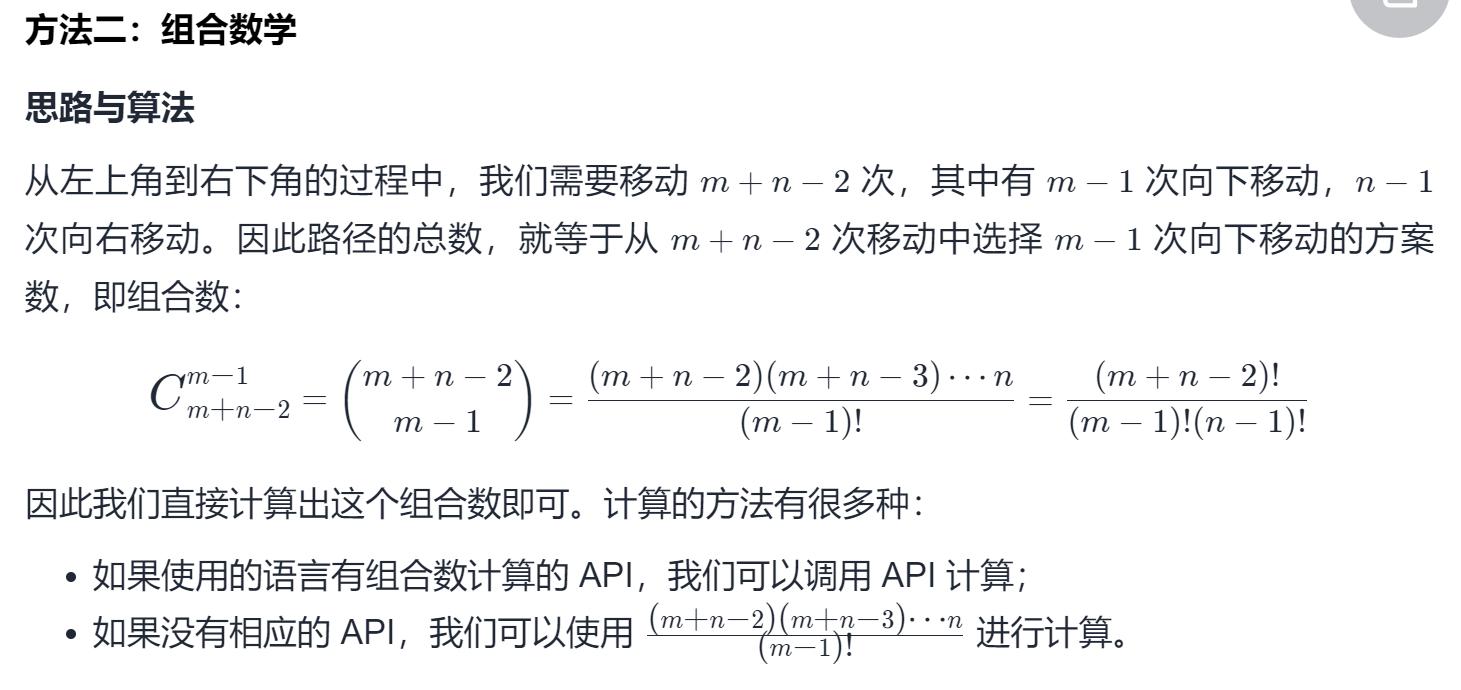 方法二：组合数学
思路与算法
从左上角到右下角的过程中，我们需要移动 m + n − 2 次，其中有 m − 1 次向下移动，n − 1
次向右移动。因此路径的总数，就等于从 m + n − 2 次移动中选择 m − 1 次向下移动的方案
数，即组合数：
$C_{m+n-2}^{m-1} = \binom{m+n-2}{m-1} = \frac{(m+n-2)(m+n-3)\cdots n}{(m-1)!} = \frac{(m+n-2)!}{(m-1)!(n-1)!}$
因此我们直接计算出这个组合数即可。计算的方法有很多种：
• 如果使用的语言有组合数计算的 API，我们可以调用 API 计算；
• 如果没有相应的 API，我们可以使用 $\frac{(m+n-2)(m+n-3)\cdots n}{(m-1)!}$ 进行计算。